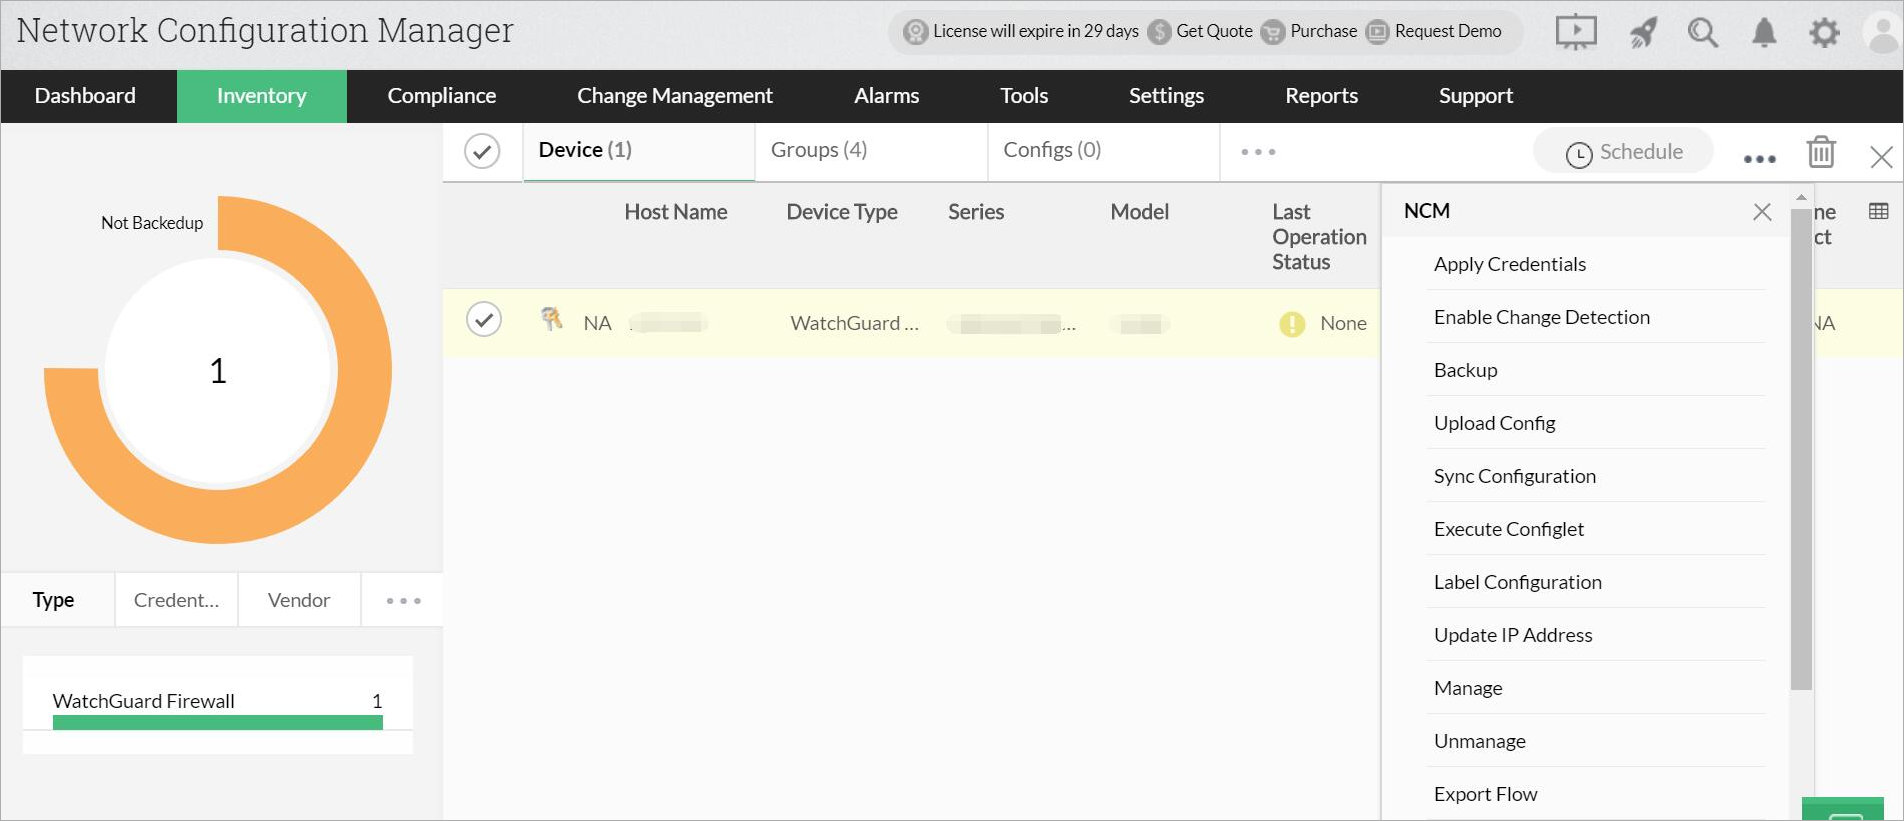 Network Configuration Manager
License will expire in 29 days Get Quote Purchase Request Demo
Dashboard Inventory Compliance Change Management Alarms Tools Settings Reports Support
Device (1) Groups (4) Configs (0) ... Schedule ...
Not Backedup
1
Type Credent... Vendor ...
WatchGuard Firewall 1
Host Name Device Type Series Model Last
Operation
Status
NA WatchGuard ... ... None
NCM
Apply Credentials
Enable Change Detection
Backup
Upload Config
Sync Configuration
Execute Configlet
Label Configuration
Update IP Address
Manage
Unmanage
Export Flow
ne
ct
NA